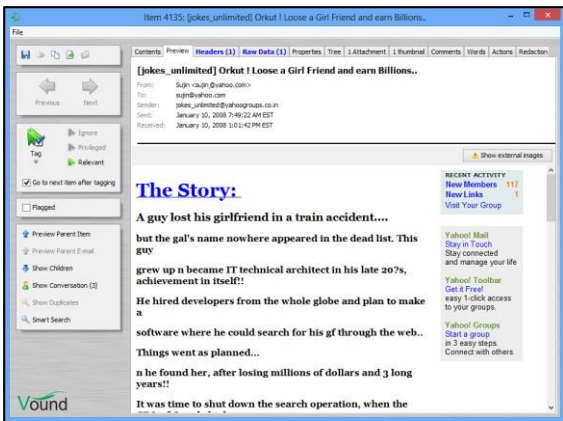 Item 4135: [jokes_unlimited] Orkut ! Loose a Girl Friend and earn Billions..
File
Contents Preview Headers (1) Raw Data (1) Properties Tree 1 Attachment 1 thumbnail Comments Words Actions Redaction
[jokes_unlimited] Orkut ! Loose a Girl Friend and earn Billions..
From: Sujin <sujin_@yahoo.com>
To: sujin@yahoo.com
Sender: jokes_unlimited@yahoogroups.co.in
Sent: January 10, 2008 7:49:22 AM EST
Received: January 10, 2008 1:01:42 PM EST
Previous Next
Tag
Ignore
Privileged
Relevant
Go to next item after tagging
Flagged
Preview Parent Item
Preview Parent E-mail
Show Children
Show Conversation (3)
Show Duplicates
Smart Search
Vound
Show external images
The Story:
A guy lost his girlfriend in a train accident....
but the gal's name nowhere appeared in the dead list. This
guy
grew up n became IT technical architect in his late 20?s,
achievement in itself!!
He hired developers from the whole globe and plan to make
a
software where he could search for his gf through the web..
Things went as planned...
n he found her, after losing millions of dollars and 3 long
years!!
It was time to shut down the search operation, when the
RECENT ACTIVITY
New Members 117
New Links 1
Visit Your Group
Yahoo! Mail
Stay in Touch
Stay connected
and manage your life
Yahoo! Toolbar
Get it Free!
easy 1-click access
to your groups.
Yahoo! Groups
Start a group
in 3 easy steps.
Connect with others.